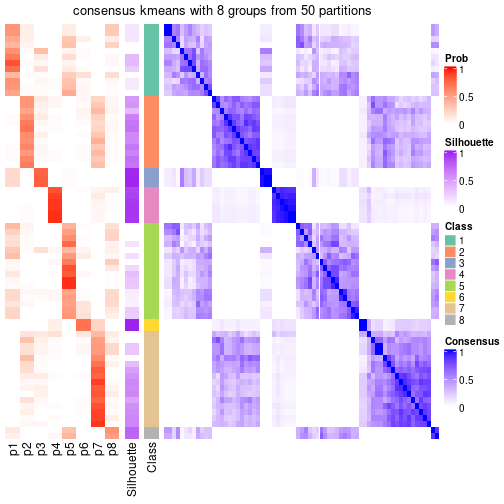 consensus kmeans with 8 groups from 50 partitions
Prob
1
0.5
0
Silhouette
1
0.5
0
Class
1
2
3
4
5
6
7
8
Consensus
1
0.5
0
p1
p2
p3
p4
p5
p6
p7
p8
Silhouette
Class